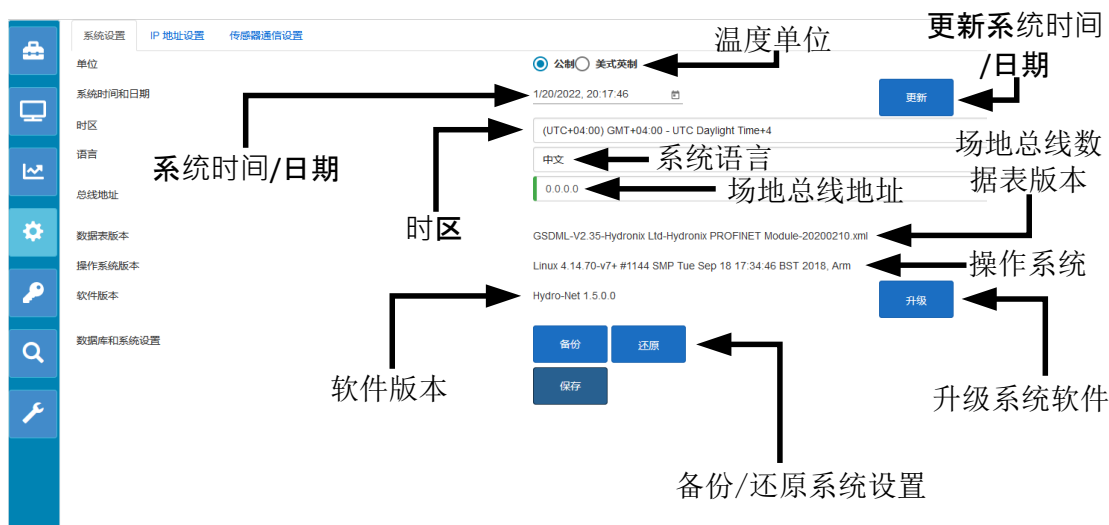 系统设置 IP 地址设置 传感器通信设置
温度单位
更新系统时间
/日期
单位
公制 美式英制
系统时间和日期
1/20/2022, 20:17:46
更新
时区
(UTC+04:00) GMT+04:00 - UTC Daylight Time+4
语言
中文
系统语言
场地总线数
据表版本
系统时间/日期
总线地址
0.0.0.0
场地总线地址
时区
数据表版本
GSDML-V2.35-Hydronix Ltd-Hydronix PROFINET Module-20200210.xml
操作系统版本
Linux 4.14.70-v7+ #1144 SMP Tue Sep 18 17:34:46 BST 2018, Arm
操作系统
软件版本
Hydro-Net 1.5.0.0
升级
数据库和系统设置
备份 还原
保存
软件版本
升级系统软件
备份/还原系统设置